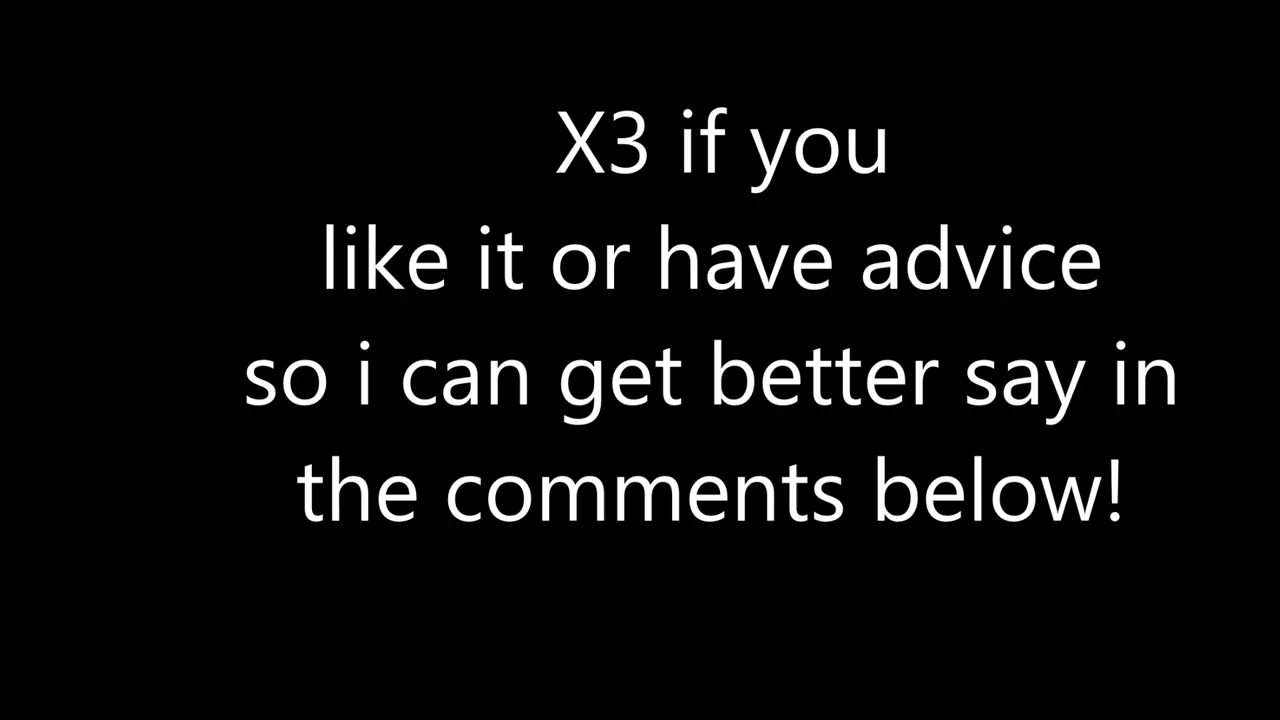 X3 if you
like it or have advice
so i can get better say in
the comments below!